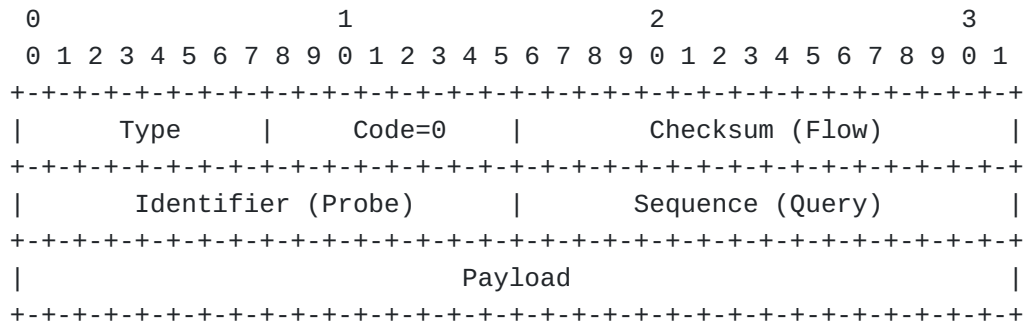 0                   1                   2                   3
 0 1 2 3 4 5 6 7 8 9 0 1 2 3 4 5 6 7 8 9 0 1 2 3 4 5 6 7 8 9 0 1
+-+-+-+-+-+-+-+-+-+-+-+-+-+-+-+-+-+-+-+-+-+-+-+-+-+-+-+-+-+-+-+-+
|      Type     |     Code=0    |        Checksum (Flow)        |
+-+-+-+-+-+-+-+-+-+-+-+-+-+-+-+-+-+-+-+-+-+-+-+-+-+-+-+-+-+-+-+-+
|       Identifier (Probe)      |       Sequence (Query)        |
+-+-+-+-+-+-+-+-+-+-+-+-+-+-+-+-+-+-+-+-+-+-+-+-+-+-+-+-+-+-+-+-+
|                            Payload                            |
+-+-+-+-+-+-+-+-+-+-+-+-+-+-+-+-+-+-+-+-+-+-+-+-+-+-+-+-+-+-+-+-+